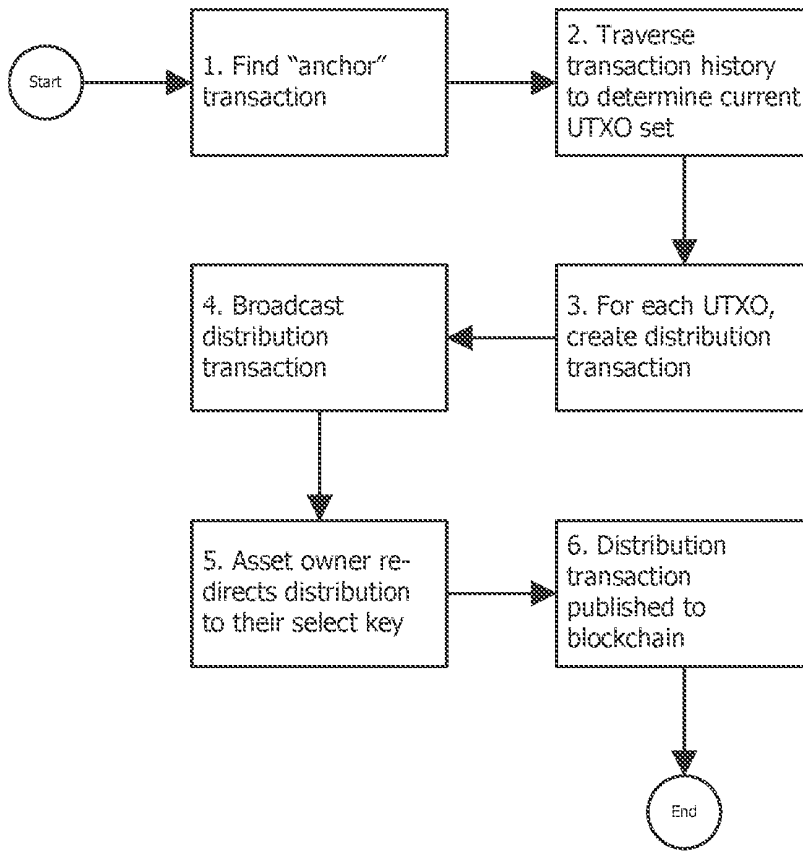 Start
1. Find “anchor”
transaction
2. Traverse
transaction history
to determine current
UTXO set
3. For each UTXO,
create distribution
transaction
4. Broadcast
distribution
transaction
5. Asset owner re-
directs distribution
to their select key
6. Distribution
transaction
published to
blockchain
End